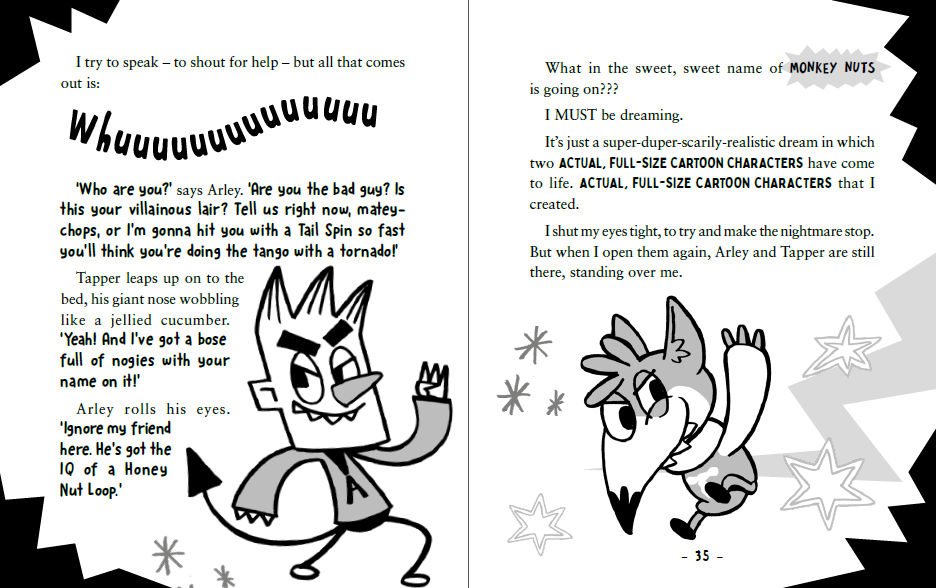 I try to speak – to shout for help – but all that comes
out is:
Whuuuuuuuuuuuuuu
'Who are you?' says Arley. 'Are you the bad guy? Is
this your villainous lair? Tell us right now, matey-
chops, or I'm gonna hit you with a Tail Spin so fast
you'll think you're doing the tango with a tornado!'
Tapper leaps up on to the
bed, his giant nose wobbling
like a jellied cucumber.
'Yeah! And I've got a bose
full of nogies with your
name on it!'
Arley rolls his eyes.
'Ignore my friend
here. He's got the
IQ of a Honey
Nut Loop.'
A
What in the sweet, sweet name of MONKEY NUTS
is going on???
I MUST be dreaming.
It's just a super-duper-scarily-realistic dream in which
two ACTUAL, FULL-SIZE CARTOON CHARACTERS have come
to life. ACTUAL, FULL-SIZE CARTOON CHARACTERS that I
created.
I shut my eyes tight, to try and make the nightmare stop.
But when I open them again, Arley and Tapper are still
there, standing over me.
– 35 –